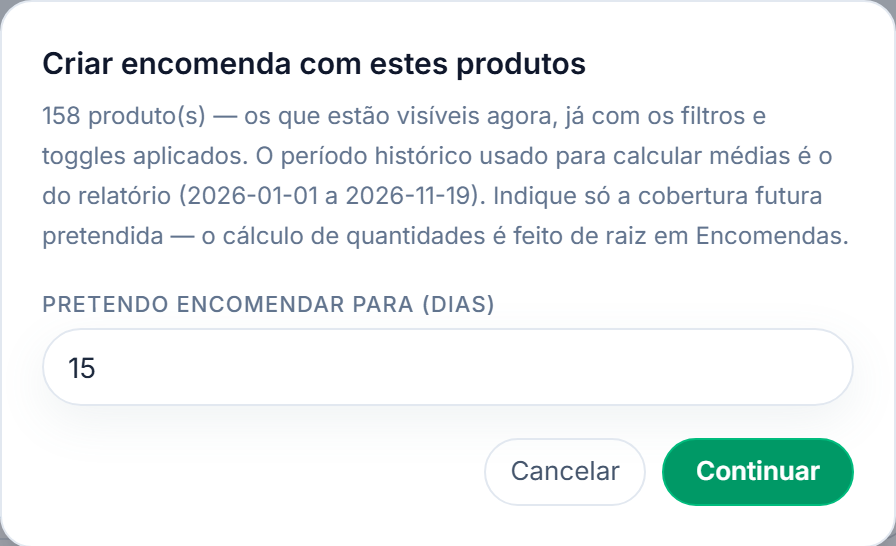 Criar encomenda com estes produtos
158 produto(s) — os que estão visíveis agora, já com os filtros e
toggles aplicados. O período histórico usado para calcular médias é o
do relatório (2026-01-01 a 2026-11-19). Indique só a cobertura futura
pretendida — o cálculo de quantidades é feito de raiz em Encomendas.
PRETENDO ENCOMENDAR PARA (DIAS)
15
Cancelar
Continuar